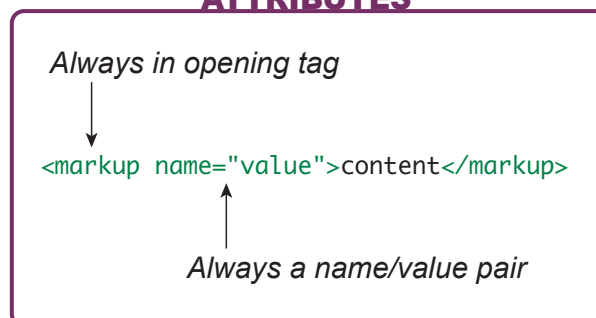 ATTRIBUTES
Always in opening tag
<markup name="value">content</markup>
Always a name/value pair